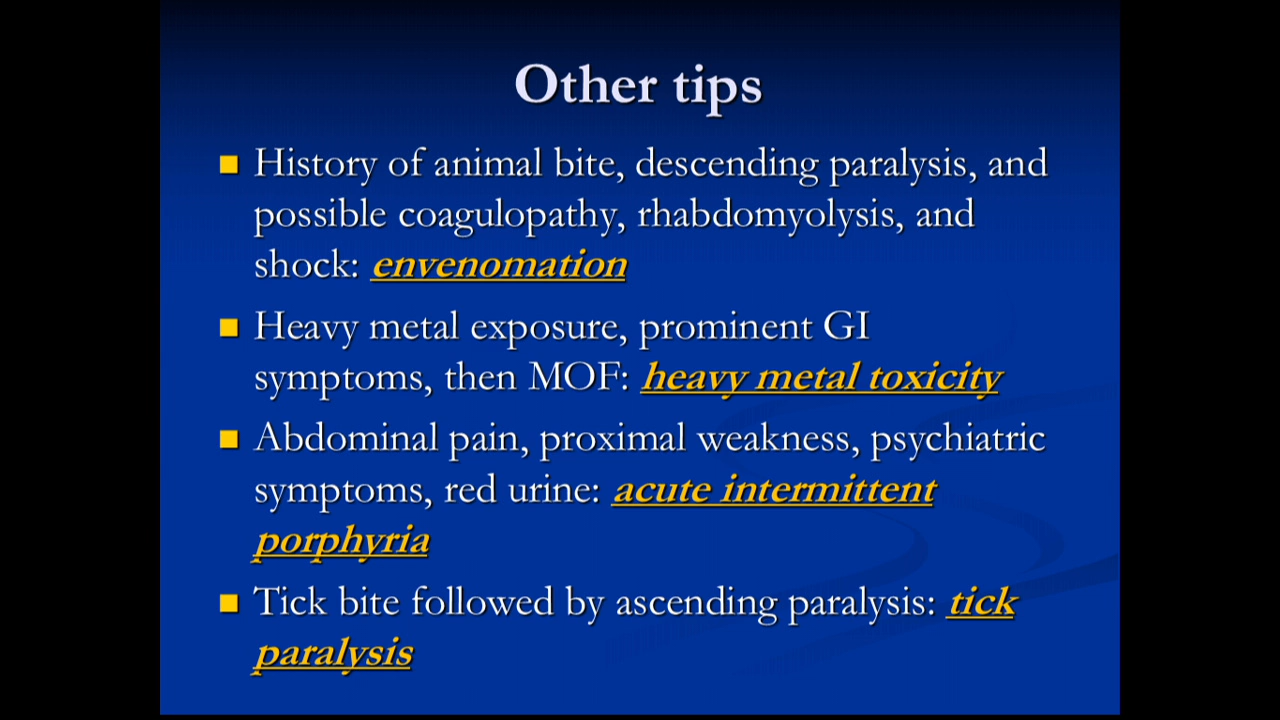 Other tips
History of animal bite, descending paralysis, and
possible coagulopathy, rhabdomyolysis, and
shock: envenomation
Heavy metal exposure, prominent GI
symptoms, then MOF: heavy metal toxicity
Abdominal pain, proximal weakness, psychiatric
symptoms, red urine: acute intermittent
porphyria
Tick bite followed by ascending paralysis: tick
paralysis